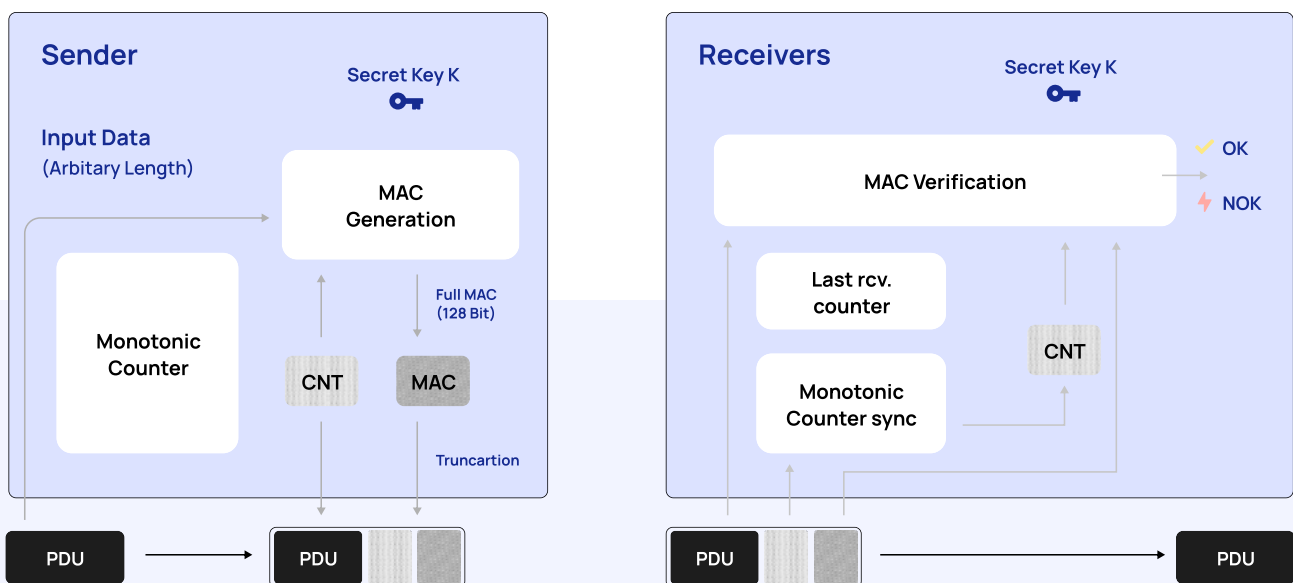 Sender
Secret Key K
Input Data
(Arbitary Length)
MAC
Generation
Monotonic
Counter
Full MAC
(128 Bit)
CNT
MAC
Truncartion
PDU
PDU
Receivers
Secret Key K
MAC Verification
OK
NOK
Last rcv.
counter
CNT
Monotonic
Counter sync
PDU
PDU